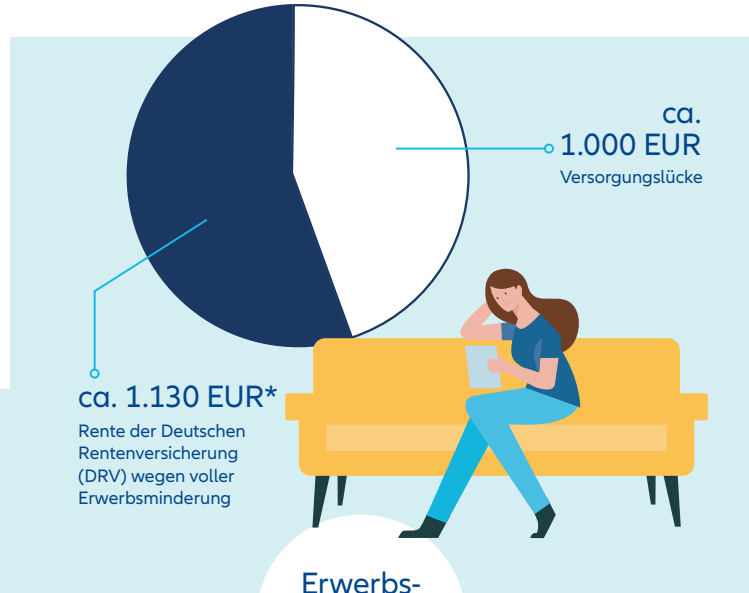 ca.
1.000 EUR
Versorgungslücke
ca. 1.130 EUR*
Rente der Deutschen
Rentenversicherung
(DRV) wegen voller
Erwerbsminderung
Erwerbs-